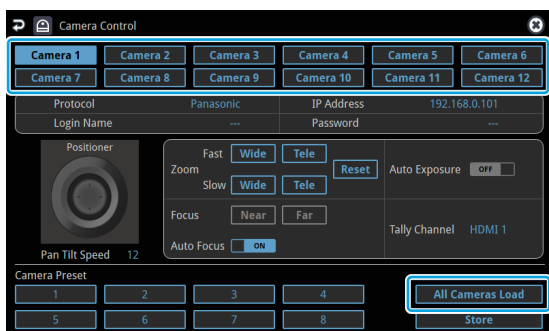 Camera Control
Camera 1 Camera 2 Camera 3 Camera 4 Camera 5 Camera 6
Camera 7 Camera 8 Camera 9 Camera 10 Camera 11 Camera 12
Protocol Panasonic IP Address 192.168.0.101
Login Name --- Password ---
Positioner
Fast Wide Tele
Zoom Reset Auto Exposure OFF
Slow Wide Tele
Focus Near Far
Tally Channel HDMI 1
Auto Focus ON
Pan Tilt Speed 12
Camera Preset
1 2 3 4 All Cameras Load
5 6 7 8 Store